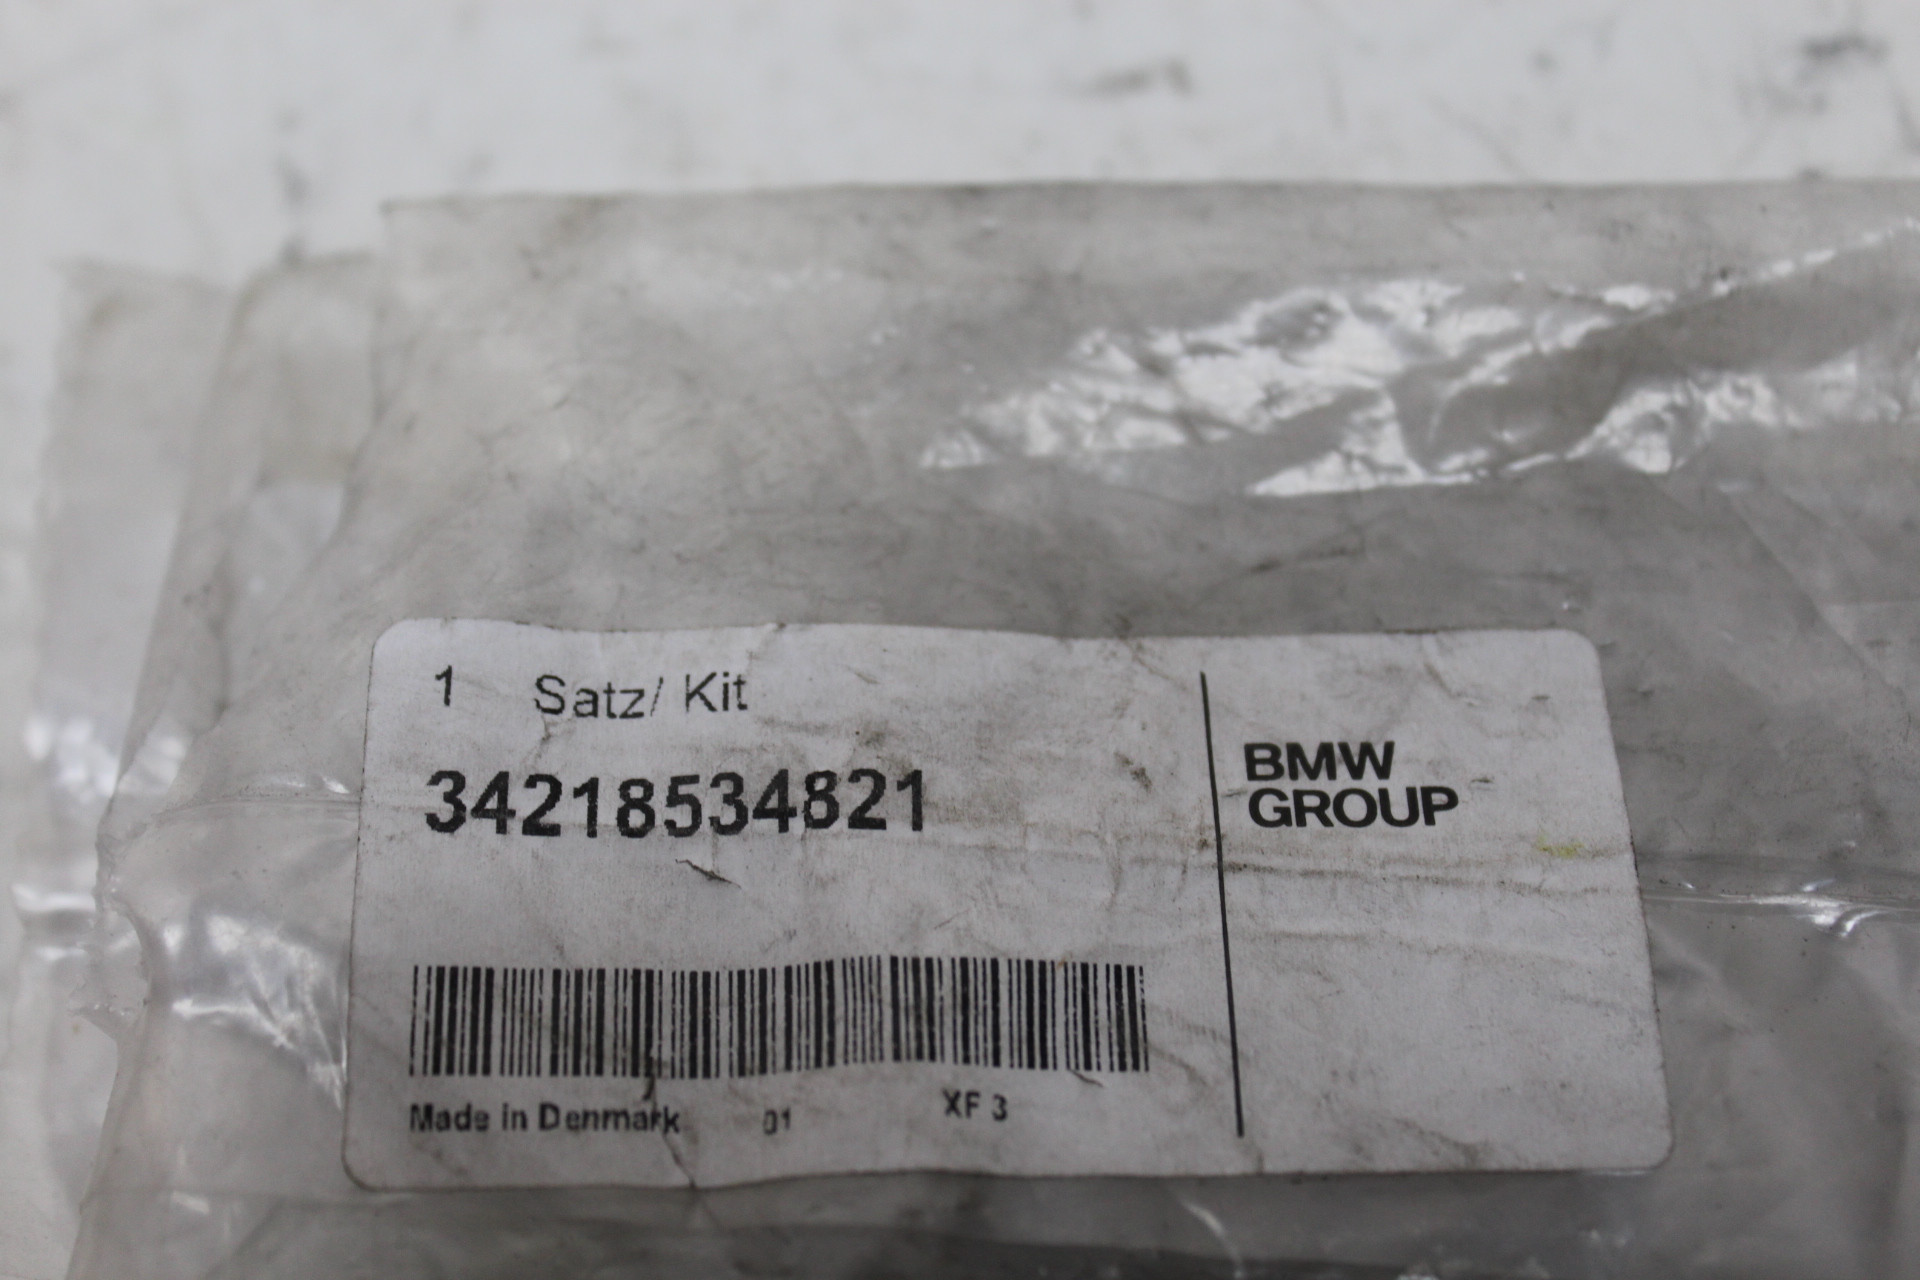 1 Satz/ Kit
34218534821
BMW
GROUP
Made in Denmark 01 XF 3